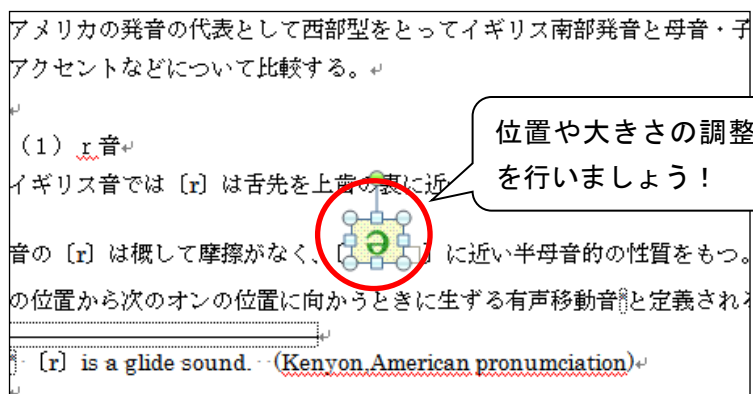 アメリカの発音の代表として西部型をとってイギリス南部発音と母音・子
アクセントなどについて比較する。
(1) r音
位置や大きさの調整
を行いましょう!
イギリス音では〔r〕は舌先を上歯の裏に近
音の〔r〕は概して摩擦がなく、〔ə〕に近い半母音的の性質をもつ。
の位置から次のオンの位置に向かうときに生ずる有声移動音*と定義される
* 〔r〕is a glide sound. (Kenyon,American pronumciation)